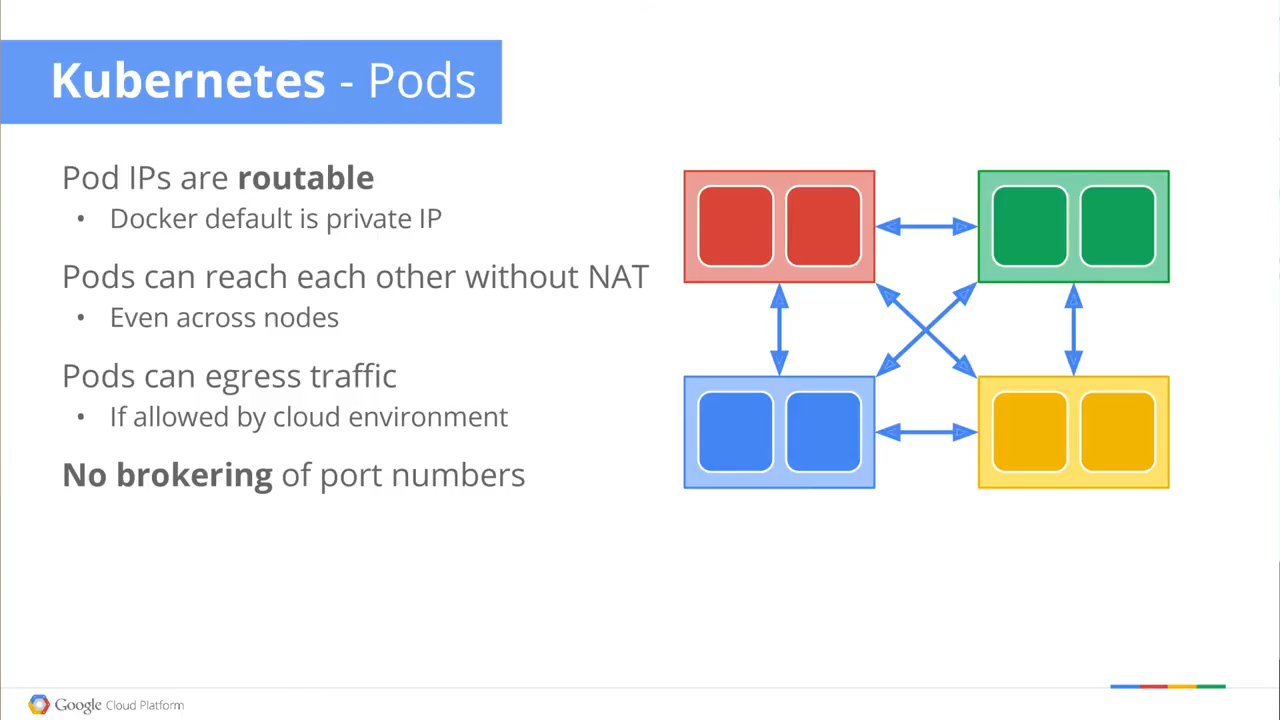 Kubernetes - Pods
Pod IPs are routable
• Docker default is private IP
Pods can reach each other without NAT
• Even across nodes
Pods can egress traffic
• If allowed by cloud environment
No brokering of port numbers
Google Cloud Platform